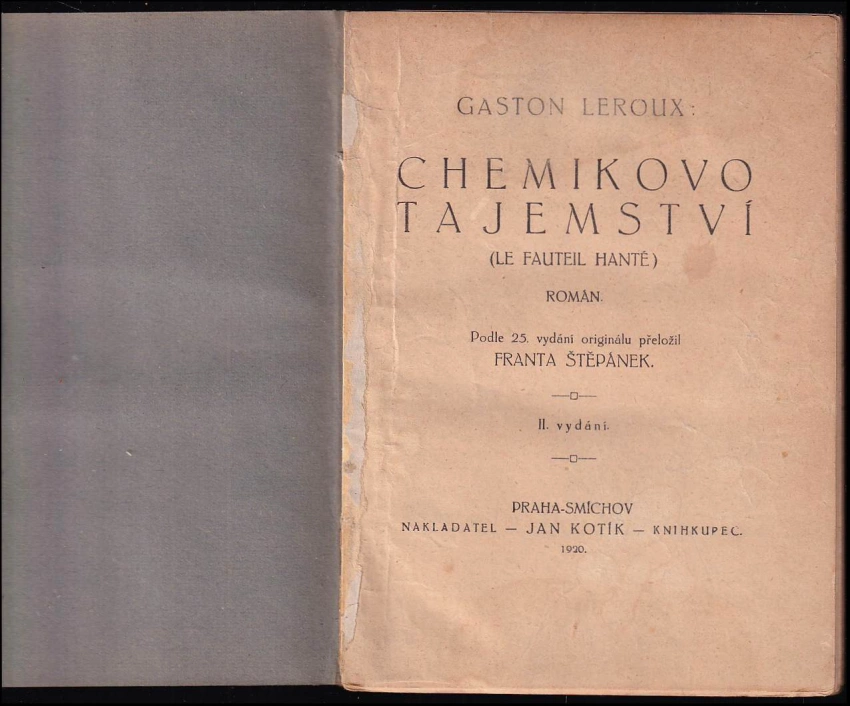 GASTON LEROUX:
CHEMIKOVO
TAJEMSTVÍ
(LE FAUTEIL HANTÉ)
ROMÁN.
Podle 25. vydání originálu přeložil
FRANTA ŠTĚPÁNEK.
II. vydání.
PRAHA-SMÍCHOV
NAKLADATEL — JAN KOTÍK — KNIHKUPEC.
1920.